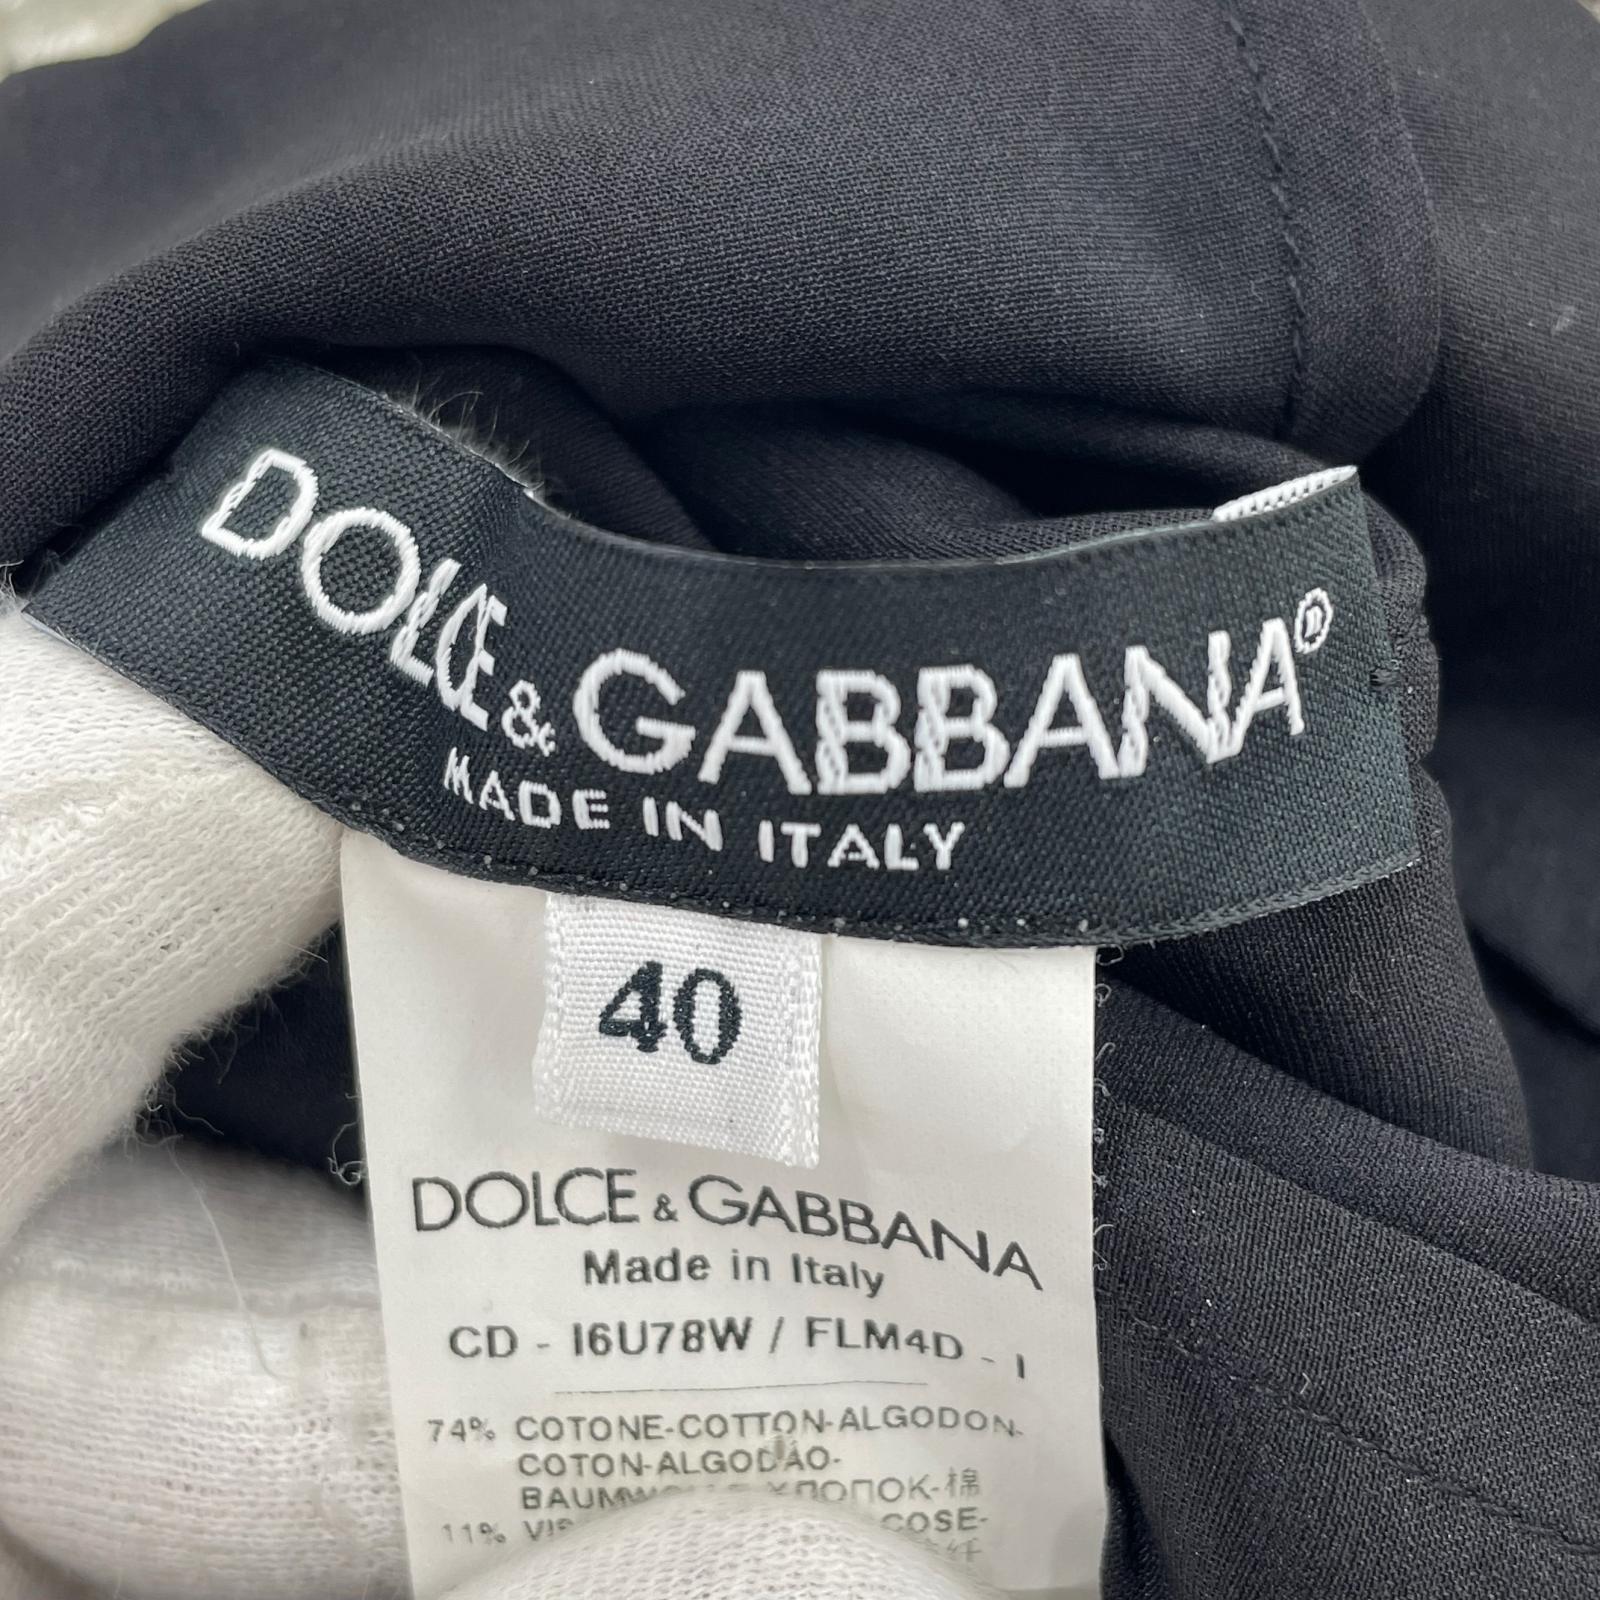 DOLCE & GABBANA®
MADE IN ITALY
40
DOLCE & GABBANA
Made in Italy
CD - I6U78W / FLM4D - 1
74% COTONE-COTTON-ALGODON-
COTON-ALGODÃO-
ХЛОПОК-棉
11%